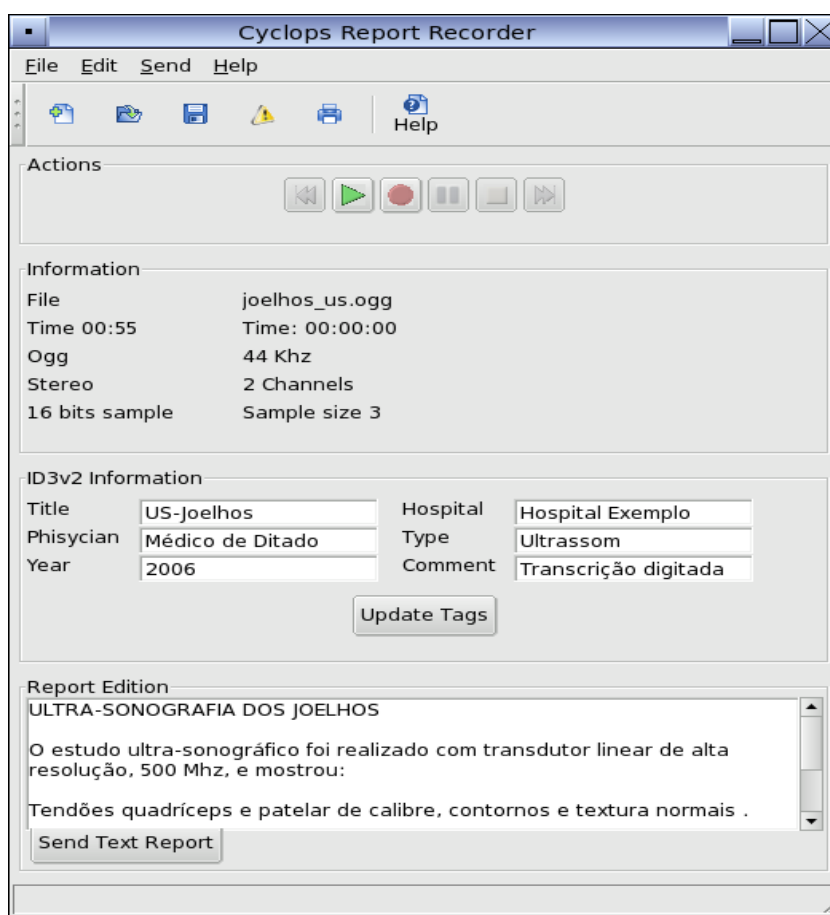 Cyclops Report Recorder
File Edit Send Help
Help
Actions
Information
File joelhos_us.ogg
Time 00:55 Time: 00:00:00
Ogg 44 Khz
Stereo 2 Channels
16 bits sample Sample size 3
ID3v2 Information
Title US-Joelhos Hospital Hospital Exemplo
Phisycian Médico de Ditado Type Ultrassom
Year 2006 Comment Transcrição digitada
Update Tags
Report Edition
ULTRA-SONOGRAFIA DOS JOELHOS
O estudo ultra-sonográfico foi realizado com transdutor linear de alta
resolução, 500 Mhz, e mostrou:
Tendões quadríceps e patelar de calibre, contornos e textura normais .
Send Text Report